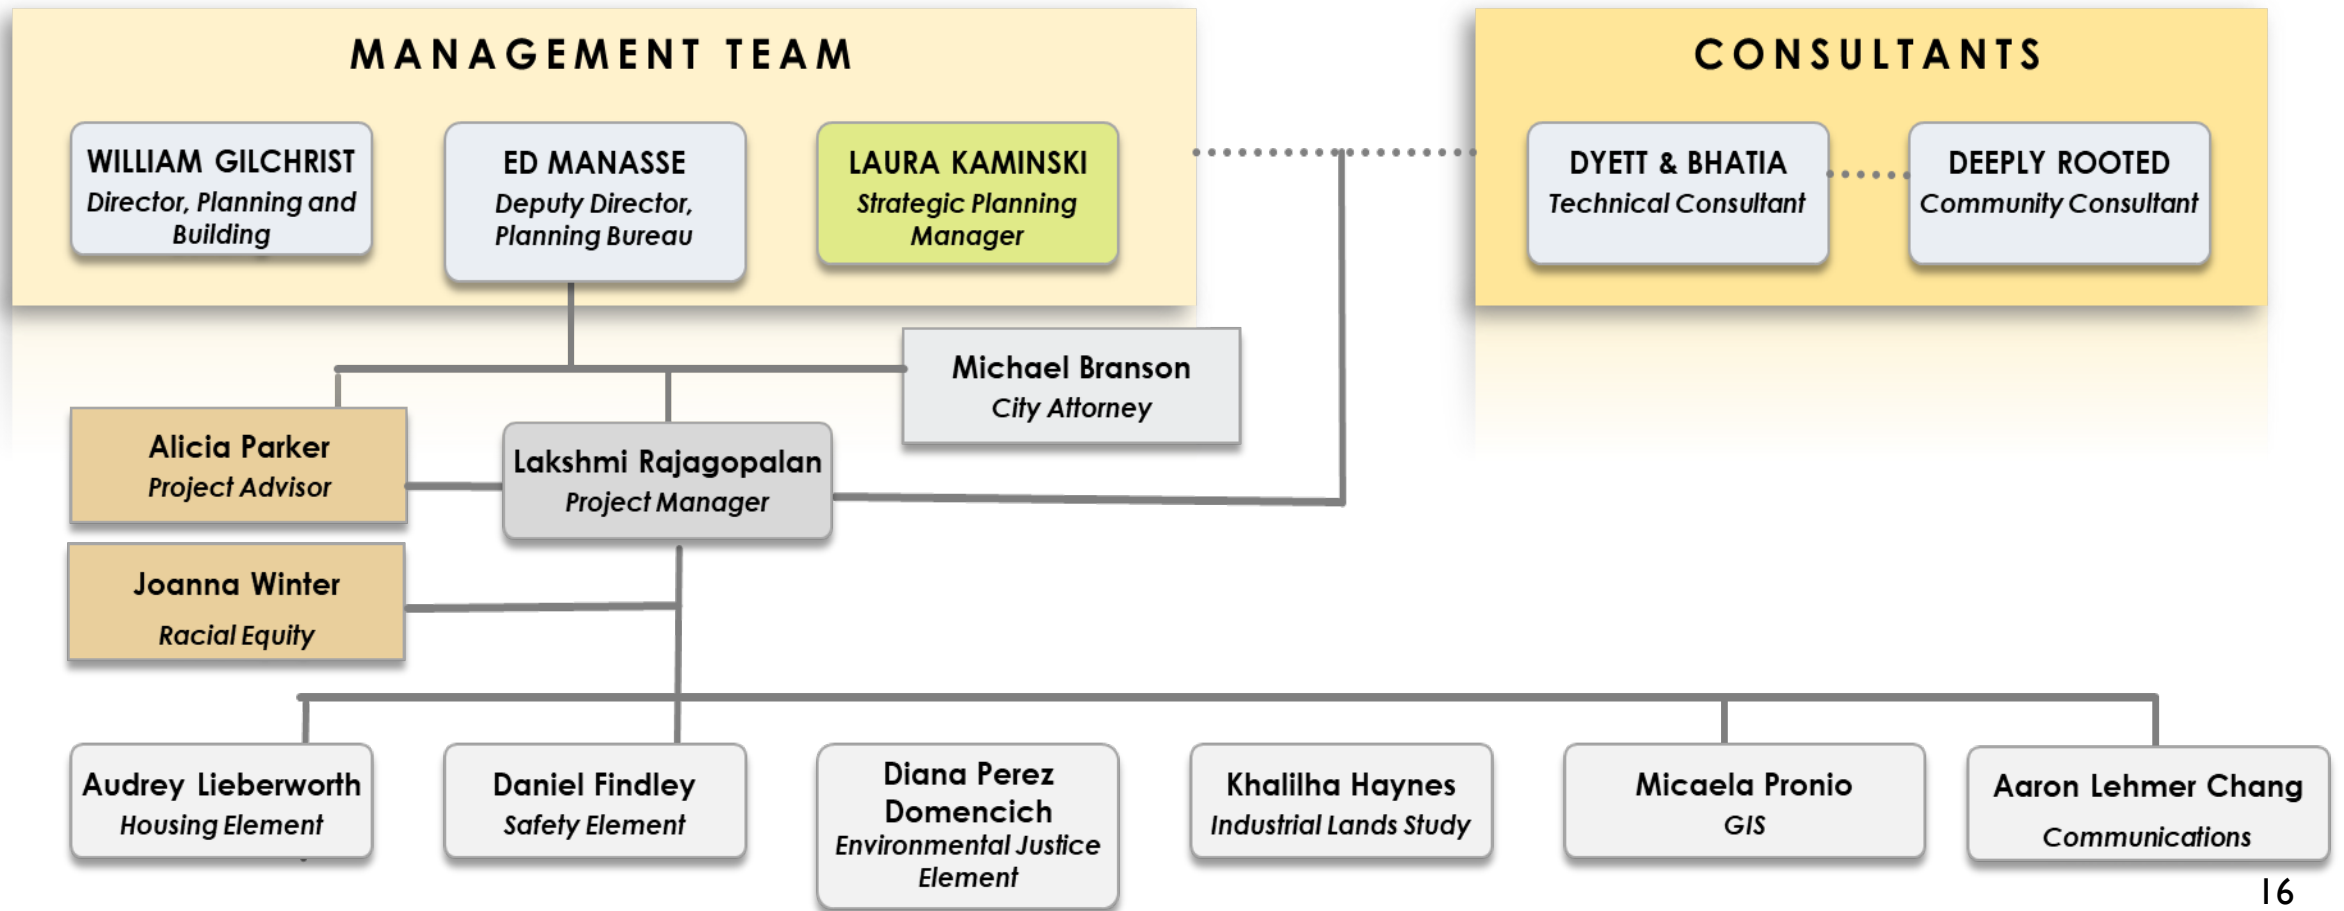 MANAGEMENT TEAM
WILLIAM GILCHRIST
Director, Planning and
Building
ED MANASSE
Deputy Director,
Planning Bureau
LAURA KAMINSKI
Strategic Planning
Manager
CONSULTANTS
DYETT & BHATIA
Technical Consultant
DEEPLY ROOTED
Community Consultant
Michael Branson
City Attorney
Alicia Parker
Project Advisor
Lakshmi Rajagopalan
Project Manager
Joanna Winter
Racial Equity
Audrey Lieberworth
Housing Element
Daniel Findley
Safety Element
Diana Perez
Domencich
Environmental Justice
Element
Khalilha Haynes
Industrial Lands Study
Micaela Pronio
GIS
Aaron Lehmer Chang
Communications
16